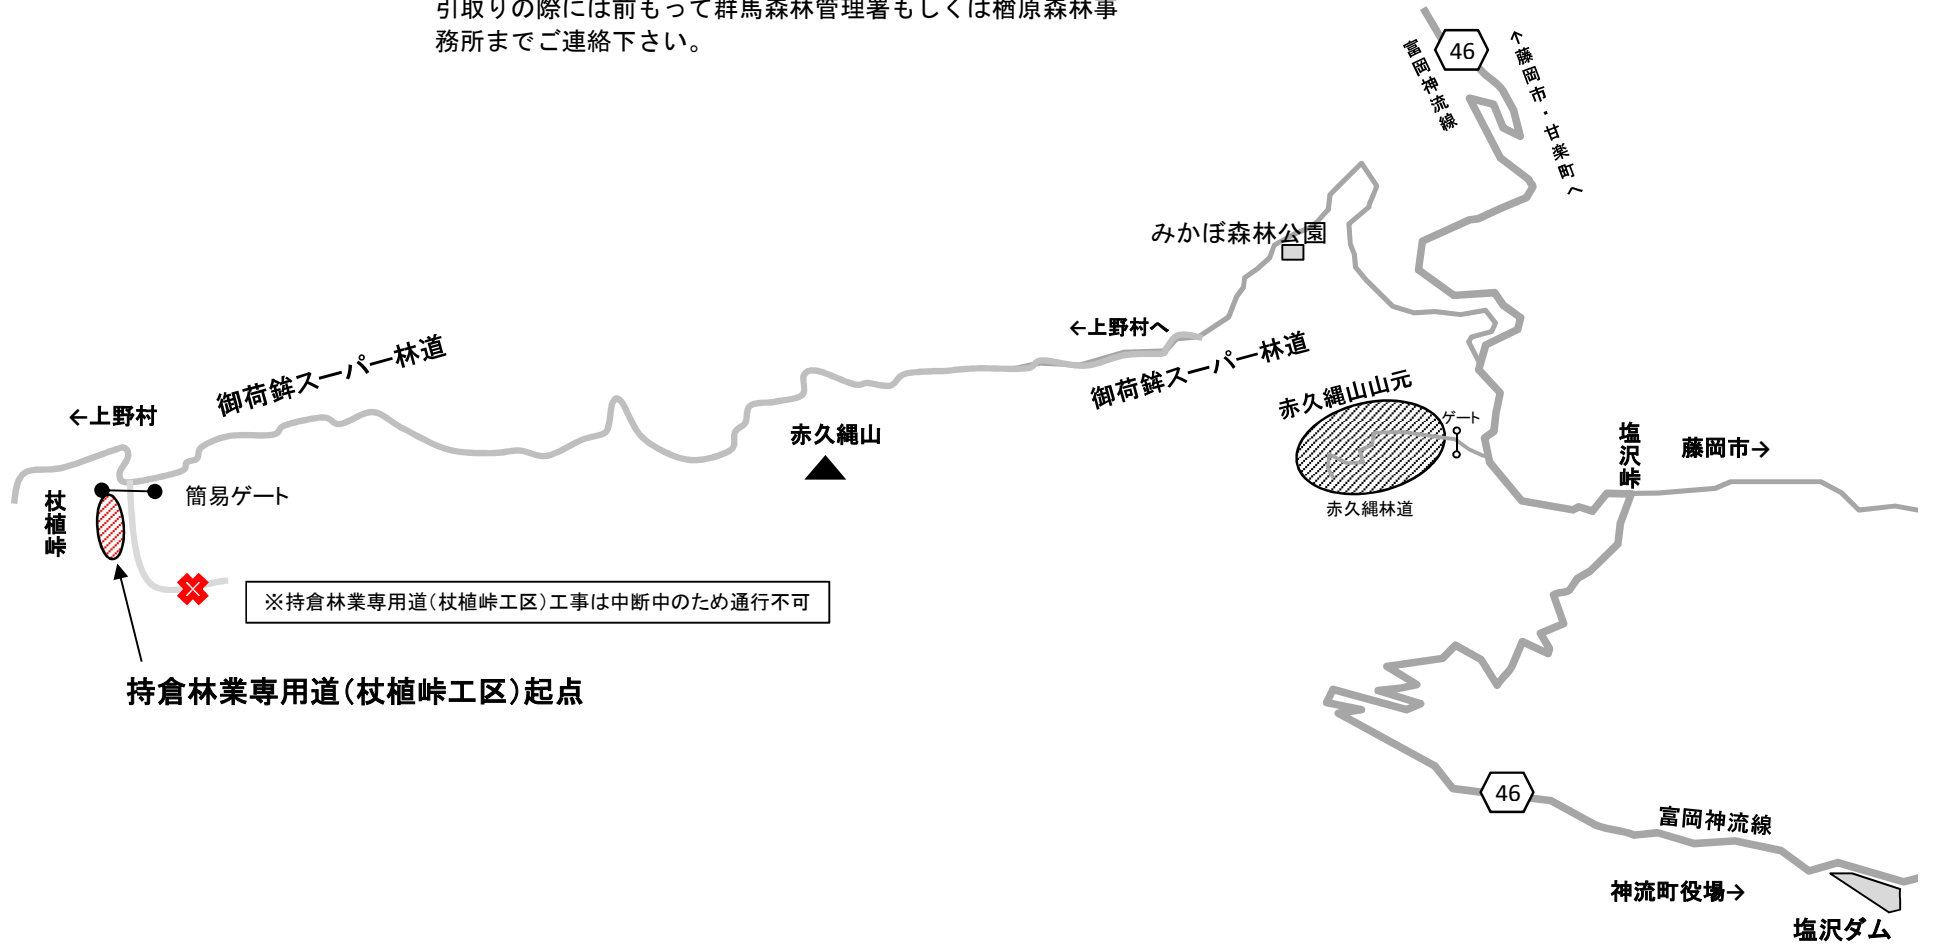 引取りの際には前もって群馬森林管理署もしくは楢原森林事
務所までご連絡下さい。
46
富岡神流線
↑藤岡市・甘楽町へ
みかぼ森林公園
←上野村へ
御荷鉾スーパー林道
御荷鉾スーパー林道
赤久縄山山元
ゲート
←上野村
赤久縄山
塩沢峠
藤岡市→
杖植峠
簡易ゲート
赤久縄林道
※持倉林業専用道(杖植峠工区)工事は中断中のため通行不可
持倉林業専用道(杖植峠工区)起点
46
富岡神流線
神流町役場→
塩沢ダム